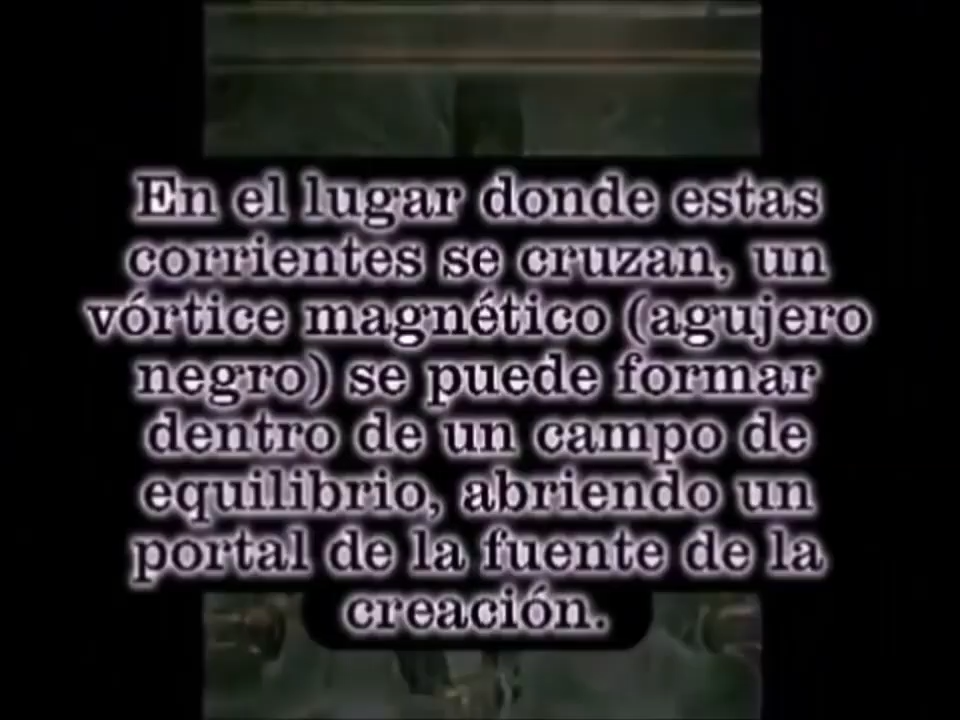 En el lugar donde estas
corrientes se cruzan, un
vórtice magnético (agujero
negro) se puede formar
dentro de un campo de
equilibrio, abriendo un
portal de la fuente de la
creación.